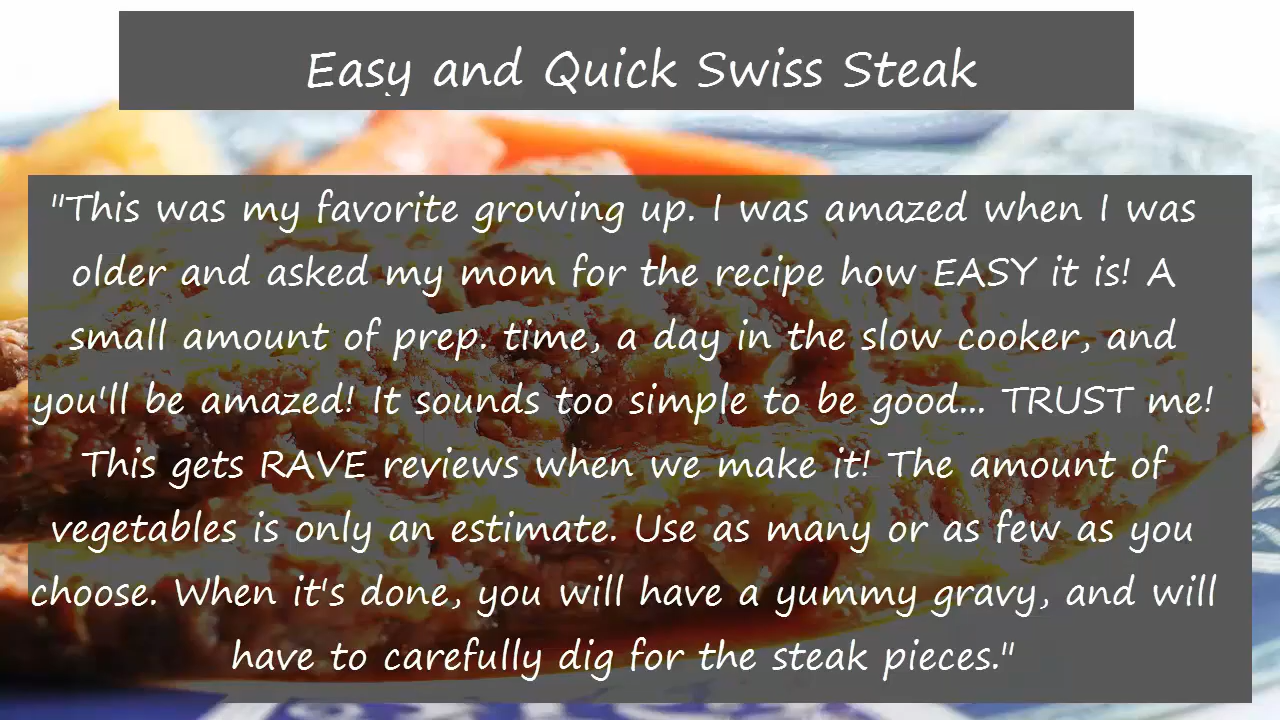 Easy and Quick Swiss Steak
"This was my favorite growing up. I was amazed when I was
older and asked my mom for the recipe how EASY it is! A
small amount of prep. time, a day in the slow cooker, and
you'll be amazed! It sounds too simple to be good... TRUST me!
This gets RAVE reviews when we make it! The amount of
vegetables is only an estimate. Use as many or as few as you
choose. When it's done, you will have a yummy gravy, and will
have to carefully dig for the steak pieces."